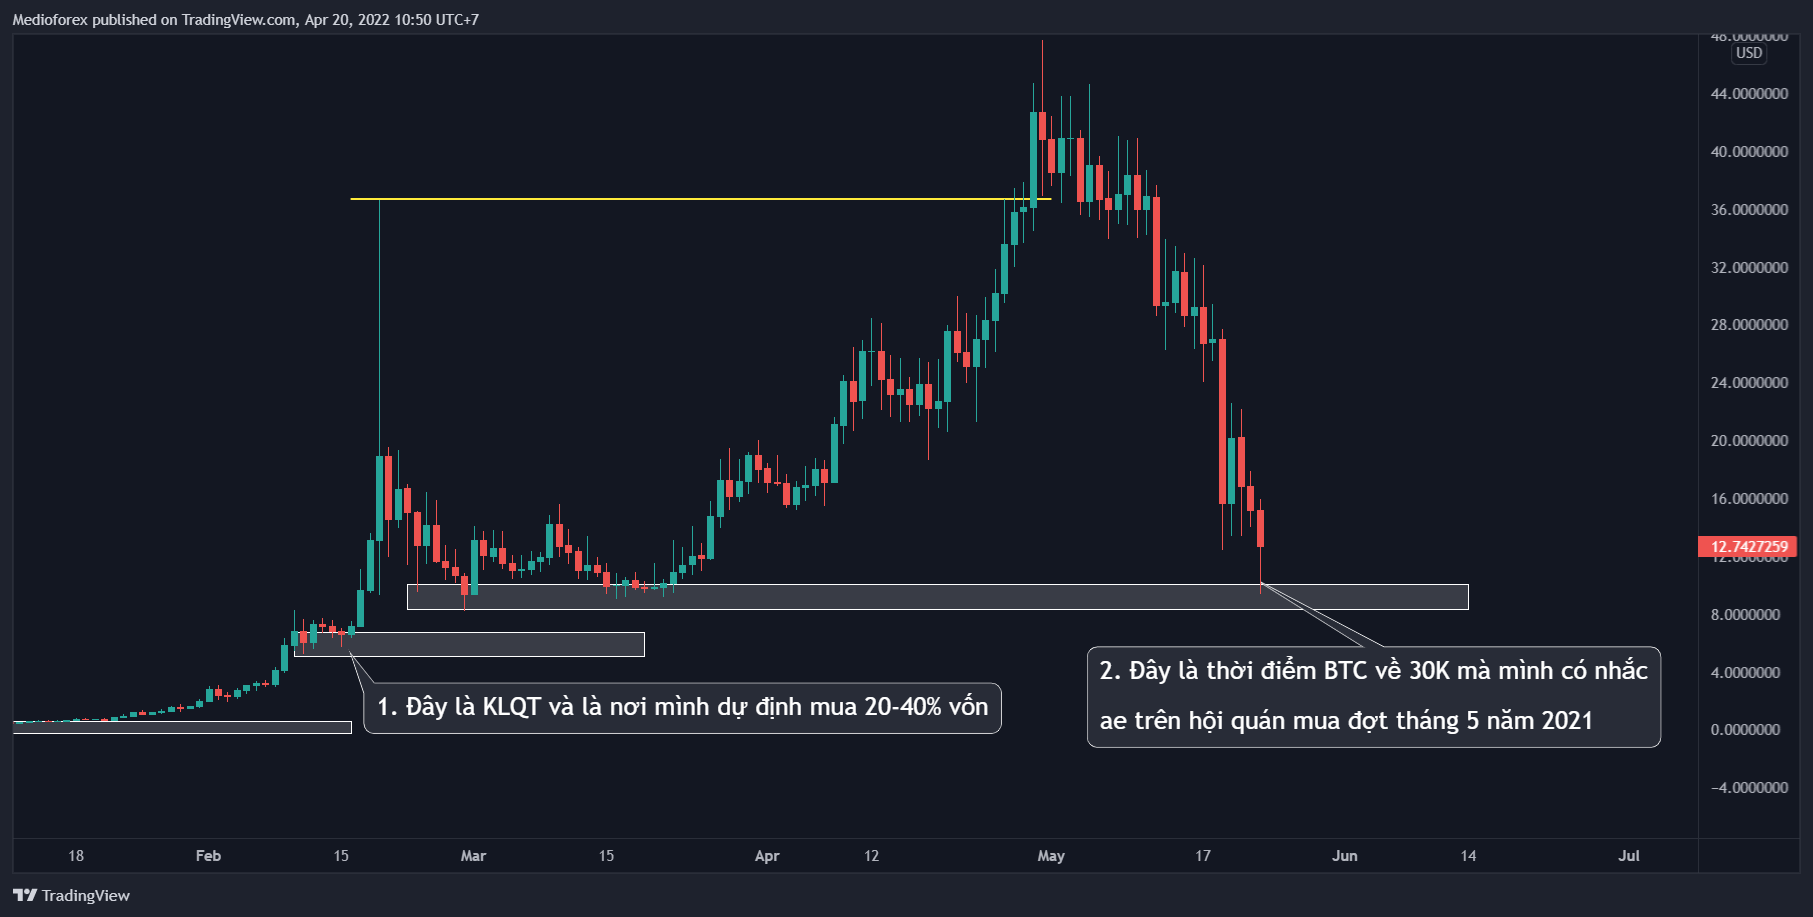 Medioforex published on TradingView.com, Apr 20, 2022 10:50 UTC+7
48.0000000
USD
44.0000000
40.0000000
36.0000000
32.0000000
28.0000000
24.0000000
20.0000000
16.0000000
12.7427259
12.0000000
8.0000000
4.0000000
0.0000000
−4.0000000
1. Đây là KLQT và là nơi mình dự định mua 20-40% vốn
2. Đây là thời điểm BTC về 30K mà mình có nhắc
ae trên hội quán mua đợt tháng 5 năm 2021
18 Feb 15 Mar 15 Apr 12 May 17 Jun 14 Jul
TradingView